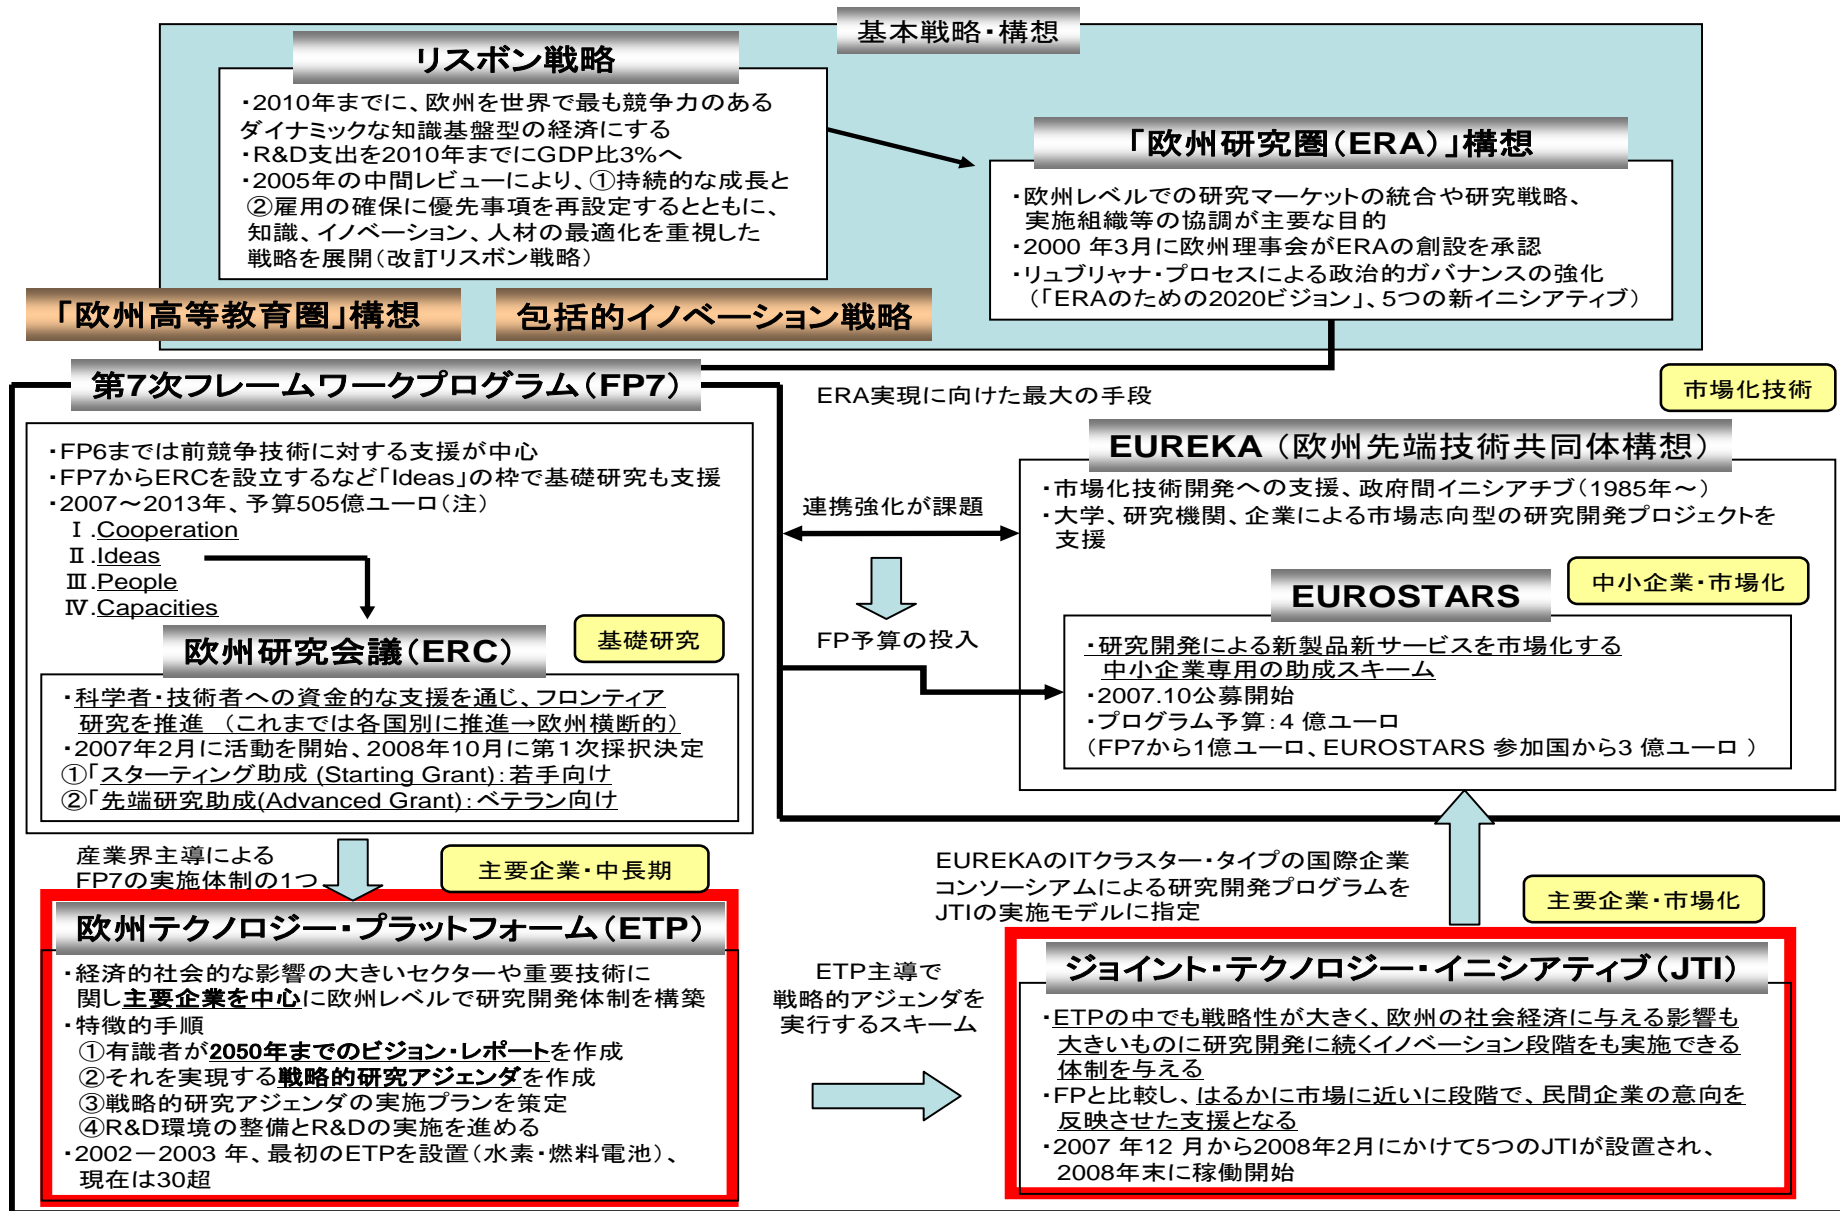 基本戦略・構想
リスボン戦略
・2010年までに、欧州を世界で最も競争力のある
ダイナミックな知識基盤型の経済にする
・R&D支出を2010年までにGDP比3%へ
・2005年の中間レビューにより、①持続的な成長と
②雇用の確保に優先事項を再設定するとともに、
知識、イノベーション、人材の最適化を重視した
戦略を展開（改訂リスボン戦略）
「欧州研究圏（ERA）」構想
・欧州レベルでの研究マーケットの統合や研究戦略、
実施組織等の協調が主要な目的
・2000 年3月に欧州理事会がERAの創設を承認
・リュブリャナ・プロセスによる政治的ガバナンスの強化
（「ERAのための2020ビジョン」、5つの新イニシアティブ）
「欧州高等教育圏」構想
包括的イノベーション戦略
第7次フレームワークプログラム（FP7）
ERA実現に向けた最大の手段
市場化技術
・FP6までは前競争技術に対する支援が中心
・FP7からERCを設立するなど「Ideas」の枠で基礎研究も支援
・2007～2013年、予算505億ユーロ（注）
Ⅰ.Cooperation
Ⅱ.Ideas
Ⅲ.People
Ⅳ.Capacities
連携強化が課題
FP予算の投入
EUREKA（欧州先端技術共同体構想）
・市場化技術開発への支援、政府間イニシアチブ（1985年～）
・大学、研究機関、企業による市場志向型の研究開発プロジェクトを
支援
中小企業・市場化
EUROSTARS
・研究開発による新製品新サービスを市場化する
中小企業専用の助成スキーム
・2007.10公募開始
・プログラム予算：4 億ユーロ
（FP7から1億ユーロ、EUROSTARS 参加国から3 億ユーロ ）
欧州研究会議（ERC）
基礎研究
・科学者・技術者への資金的な支援を通じ、フロンティア
研究を推進 （これまでは各国別に推進→欧州横断的）
・2007年2月に活動を開始、2008年10月に第１次採択決定
①「スターティング助成 (Starting Grant)：若手向け
②「先端研究助成(Advanced Grant)：ベテラン向け
産業界主導による
FP7の実施体制の1つ
主要企業・中長期
欧州テクノロジー・プラットフォーム（ETP）
・経済的社会的な影響の大きいセクターや重要技術に
関し主要企業を中心に欧州レベルで研究開発体制を構築
・特徴的手順
①有識者が2050年までのビジョン・レポートを作成
②それを実現する戦略的研究アジェンダを作成
③戦略的研究アジェンダの実施プランを策定
④R&D環境の整備とR&Dの実施を進める
・2002－2003 年、最初のETPを設置（水素・燃料電池）、
現在は30超
ETP主導で
戦略的アジェンダを
実行するスキーム
EUREKAのITクラスター・タイプの国際企業
コンソーシアムによる研究開発プログラムを
JTIの実施モデルに指定
主要企業・市場化
ジョイント・テクノロジー・イニシアティブ（JTI）
・ETPの中でも戦略性が大きく、欧州の社会経済に与える影響も
大きいものに研究開発に続くイノベーション段階をも実施できる
体制を与える
・FPと比較し、はるかに市場に近いに段階で、民間企業の意向を
反映させた支援となる
・2007 年12 月から2008年2月にかけて5つのJTIが設置され、
2008年末に稼働開始